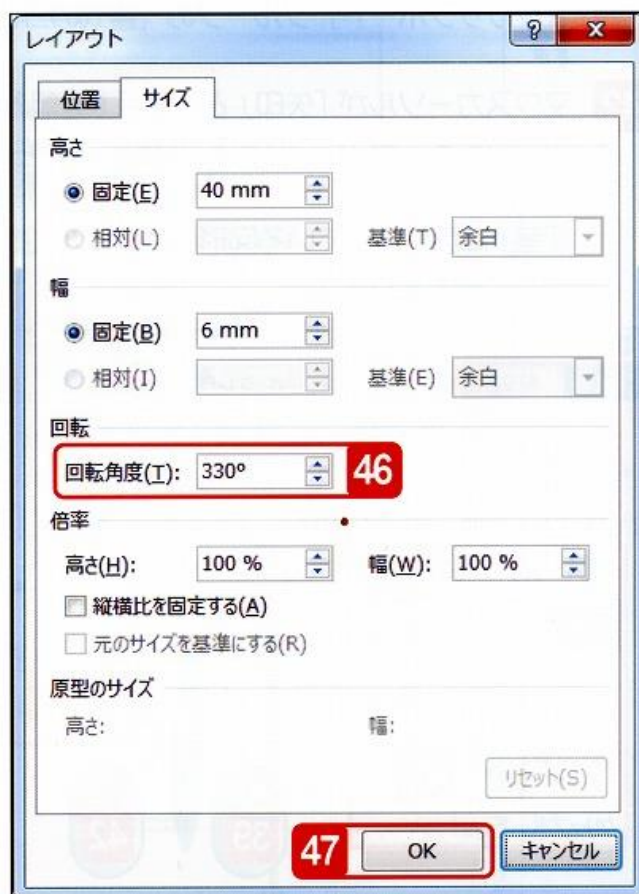 レイアウト
? x
位置 サイズ
高さ
固定(E) 40 mm
相対(L) 基準(T) 余白
幅
固定(B) 6 mm
相対(I) 基準(E) 余白
回転
回転角度(T): 330° 46
倍率
高さ(H): 100 % 幅(W): 100 %
縦横比を固定する(A)
元のサイズを基準にする(R)
原型のサイズ
高さ: 幅:
リセット(S)
47 OK キャンセル